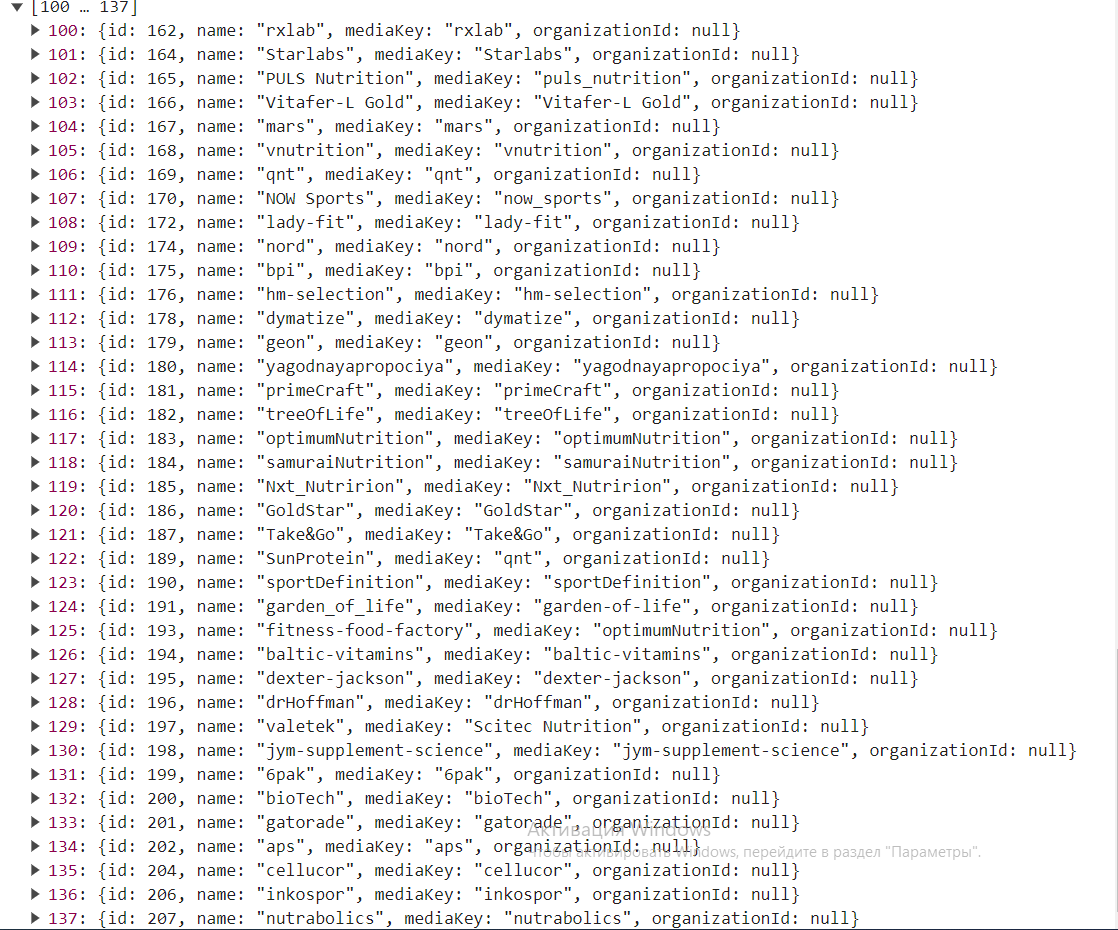 ▼ [100 … 137]
▶ 100: {id: 162, name: "rxlab", mediaKey: "rxlab", organizationId: null}
▶ 101: {id: 164, name: "Starlabs", mediaKey: "Starlabs", organizationId: null}
▶ 102: {id: 165, name: "PULS Nutrition", mediaKey: "puls_nutrition", organizationId: null}
▶ 103: {id: 166, name: "Vitafer-L Gold", mediaKey: "Vitafer-L Gold", organizationId: null}
▶ 104: {id: 167, name: "mars", mediaKey: "mars", organizationId: null}
▶ 105: {id: 168, name: "vnutrition", mediaKey: "vnutrition", organizationId: null}
▶ 106: {id: 169, name: "qnt", mediaKey: "qnt", organizationId: null}
▶ 107: {id: 170, name: "NOW Sports", mediaKey: "now_sports", organizationId: null}
▶ 108: {id: 172, name: "lady-fit", mediaKey: "lady-fit", organizationId: null}
▶ 109: {id: 174, name: "nord", mediaKey: "nord", organizationId: null}
▶ 110: {id: 175, name: "bpi", mediaKey: "bpi", organizationId: null}
▶ 111: {id: 176, name: "hm-selection", mediaKey: "hm-selection", organizationId: null}
▶ 112: {id: 178, name: "dymatize", mediaKey: "dymatize", organizationId: null}
▶ 113: {id: 179, name: "geon", mediaKey: "geon", organizationId: null}
▶ 114: {id: 180, name: "yagodnayapropociya", mediaKey: "yagodnayapropociya", organizationId: null}
▶ 115: {id: 181, name: "primeCraft", mediaKey: "primeCraft", organizationId: null}
▶ 116: {id: 182, name: "treeOfLife", mediaKey: "treeOfLife", organizationId: null}
▶ 117: {id: 183, name: "optimumNutrition", mediaKey: "optimumNutrition", organizationId: null}
▶ 118: {id: 184, name: "samuraiNutrition", mediaKey: "samuraiNutrition", organizationId: null}
▶ 119: {id: 185, name: "Nxt_Nutririon", mediaKey: "Nxt_Nutririon", organizationId: null}
▶ 120: {id: 186, name: "GoldStar", mediaKey: "GoldStar", organizationId: null}
▶ 121: {id: 187, name: "Take&Go", mediaKey: "Take&Go", organizationId: null}
▶ 122: {id: 189, name: "SunProtein", mediaKey: "qnt", organizationId: null}
▶ 123: {id: 190, name: "sportDefinition", mediaKey: "sportDefinition", organizationId: null}
▶ 124: {id: 191, name: "garden_of_life", mediaKey: "garden-of-life", organizationId: null}
▶ 125: {id: 193, name: "fitness-food-factory", mediaKey: "optimumNutrition", organizationId: null}
▶ 126: {id: 194, name: "baltic-vitamins", mediaKey: "baltic-vitamins", organizationId: null}
▶ 127: {id: 195, name: "dexter-jackson", mediaKey: "dexter-jackson", organizationId: null}
▶ 128: {id: 196, name: "drHoffman", mediaKey: "drHoffman", organizationId: null}
▶ 129: {id: 197, name: "valetek", mediaKey: "Scitec Nutrition", organizationId: null}
▶ 130: {id: 198, name: "jym-supplement-science", mediaKey: "jym-supplement-science", organizationId: null}
▶ 131: {id: 199, name: "6pak", mediaKey: "6pak", organizationId: null}
▶ 132: {id: 200, name: "bioTech", mediaKey: "bioTech", organizationId: null}
▶ 133: {id: 201, name: "gatorade", mediaKey: "gatorade", organizationId: null}
Активация Windows
▶ 134: {id: 202, name: "aps", mediaKey: "aps", organizationId: null}
Чтобы активировать Windows, перейдите в раздел "Параметры".
▶ 135: {id: 204, name: "cellucor", mediaKey: "cellucor", organizationId: null}
▶ 136: {id: 206, name: "inkospor", mediaKey: "inkospor", organizationId: null}
▶ 137: {id: 207, name: "nutrabolics", mediaKey: "nutrabolics", organizationId: null}